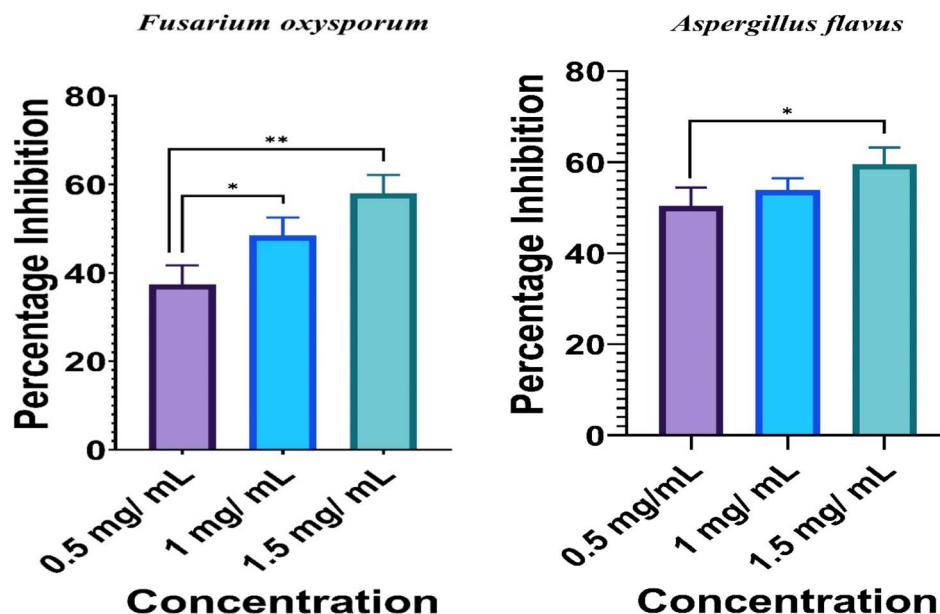 Fusarium oxysporum
Percentage Inhibition
80
60
40
20
0
**
*
0.5 mg/ mL
1 mg/ mL
1.5 mg/ mL
Concentration
Aspergillus flavus
Percentage Inhibition
80
60
40
20
0
*
0.5 mg/mL
1 mg/ mL
1.5 mg/ mL
Concentration